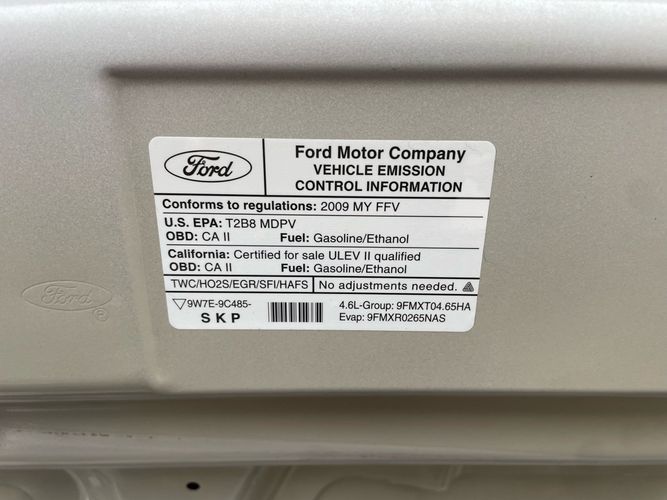 Ford
Ford Motor Company
VEHICLE EMISSION
CONTROL INFORMATION
Conforms to regulations: 2009 MY FFV
U.S. EPA: T2B8 MDPV
OBD: CA II Fuel: Gasoline/Ethanol
California: Certified for sale ULEV II qualified
OBD: CA II Fuel: Gasoline/Ethanol
TWC/HO2S/EGR/SFI/HAFS No adjustments needed.
9W7E-9C485-
SKP
4.6L-Group: 9FMXT04.65HA
Evap: 9FMXR0265NAS
Ford
®